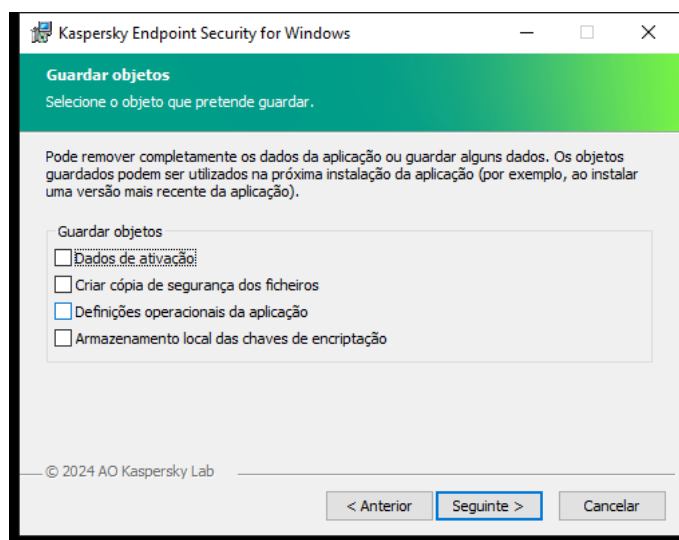 Kaspersky Endpoint Security for Windows
Guardar objetos
Selecione o objeto que pretende guardar.
Pode remover completamente os dados da aplicação ou guardar alguns dados. Os objetos
guardados podem ser utilizados na próxima instalação da aplicação (por exemplo, ao instalar
uma versão mais recente da aplicação).
Guardar objetos
Dados de ativação
Criar cópia de segurança dos ficheiros
Definições operacionais da aplicação
Armazenamento local das chaves de encriptação
© 2024 AO Kaspersky Lab
< Anterior Seguinte > Cancelar